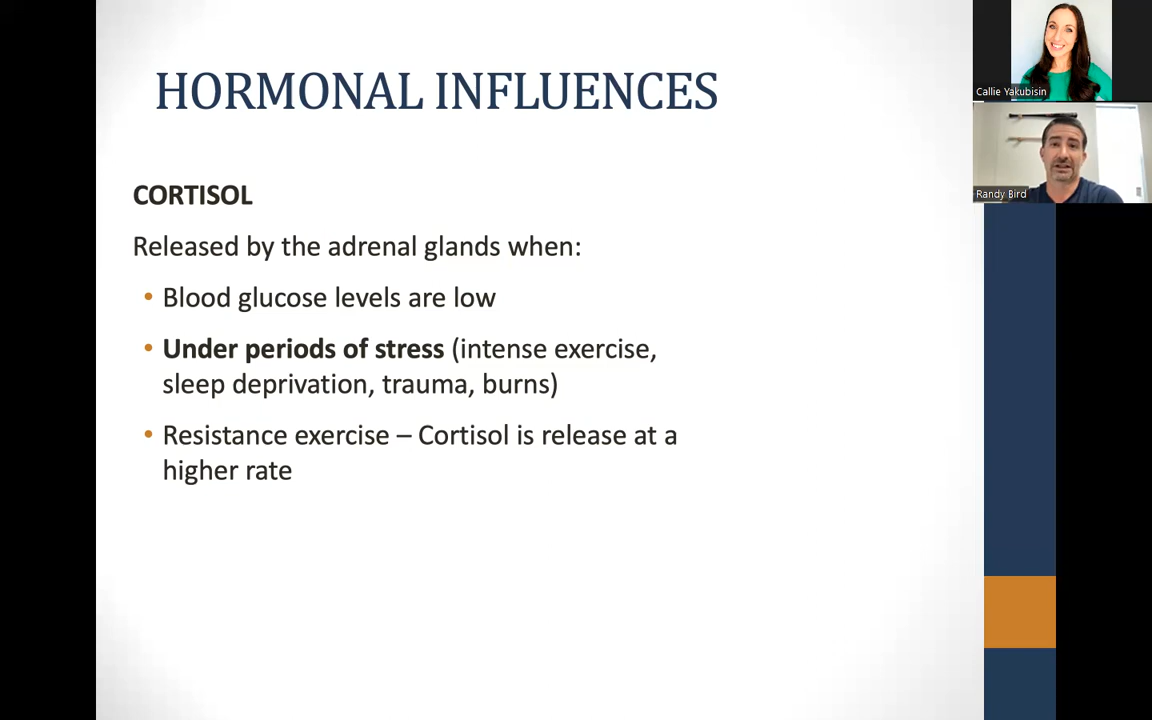 HORMONAL INFLUENCES
CORTISOL
Released by the adrenal glands when:
• Blood glucose levels are low
• Under periods of stress (intense exercise,
sleep deprivation, trauma, burns)
• Resistance exercise – Cortisol is release at a
higher rate
Callie Yakubisin
Randy Bird